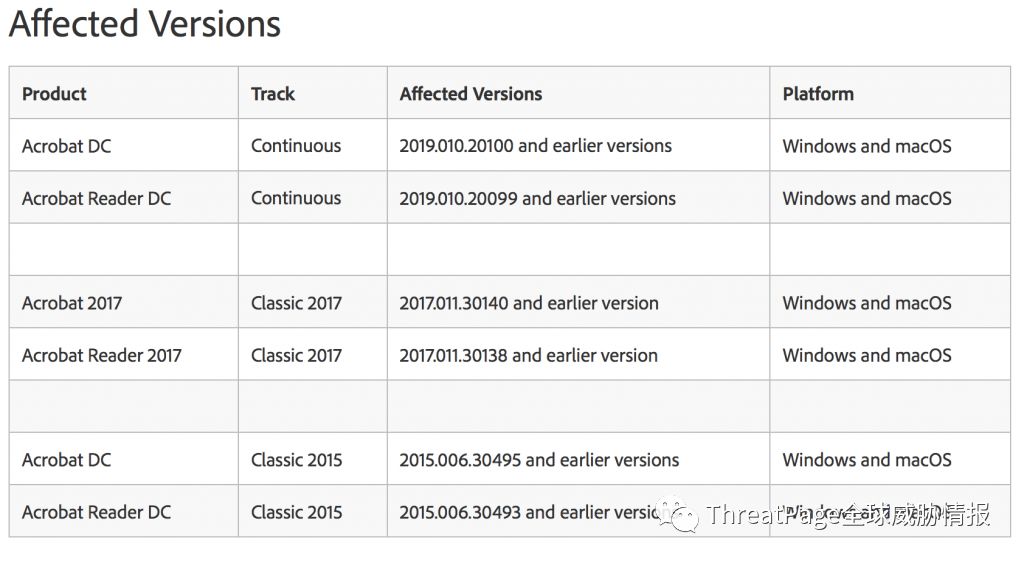 Affected Versions
Product Track Affected Versions Platform
Acrobat DC Continuous 2019.010.20100 and earlier versions Windows and macOS
Acrobat Reader DC Continuous 2019.010.20099 and earlier versions Windows and macOS
Acrobat 2017 Classic 2017 2017.011.30140 and earlier version Windows and macOS
Acrobat Reader 2017 Classic 2017 2017.011.30138 and earlier version Windows and macOS
Acrobat DC Classic 2015 2015.006.30495 and earlier versions Windows and macOS
Acrobat Reader DC Classic 2015 2015.006.30493 and earlier versions Windows and macOS
ThreatPage全球威胁情报